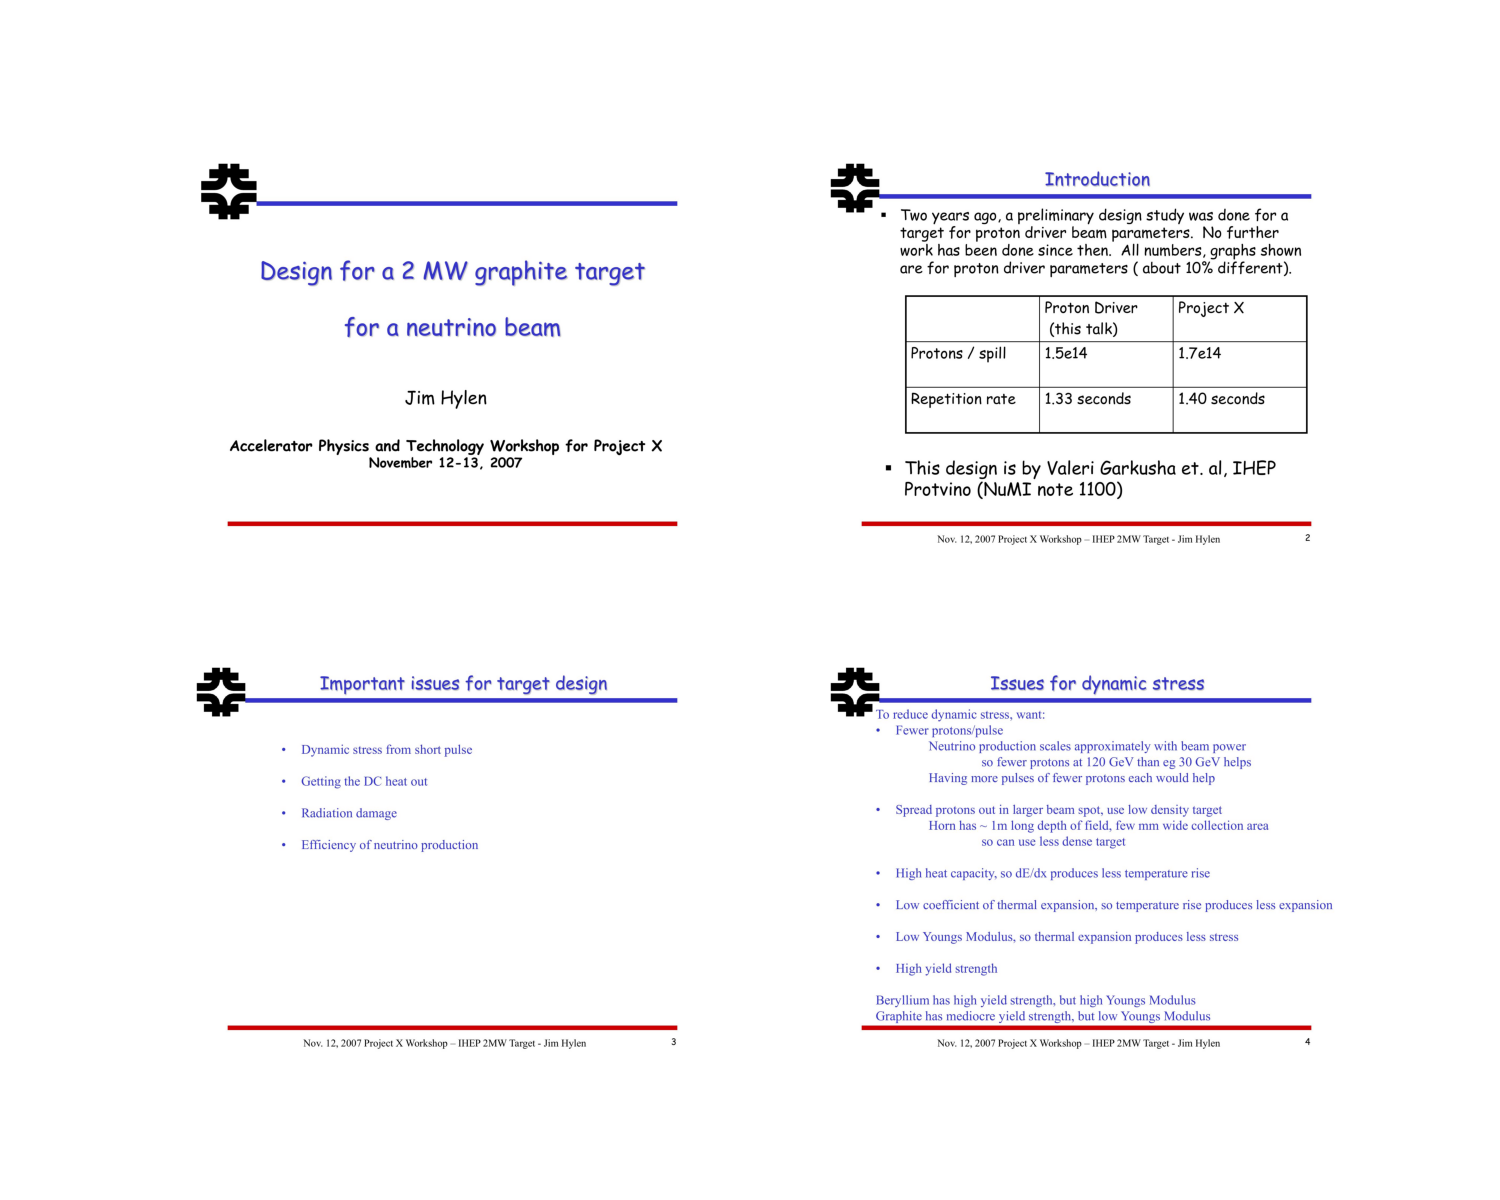 Design for a 2 MW graphite target
for a neutrino beam
Jim Hylen
Accelerator Physics and Technology Workshop for Project X
November 12-13, 2007
Introduction
▪ Two years ago, a preliminary design study was done for a
target for proton driver beam parameters. No further
work has been done since then. All numbers, graphs shown
are for proton driver parameters ( about 10% different).
Proton Driver
(this talk)
Project X
Protons / spill
1.5e14
1.7e14
Repetition rate
1.33 seconds
1.40 seconds
▪ This design is by Valeri Garkusha et. al, IHEP
Protvino (NuMI note 1100)
Nov. 12, 2007 Project X Workshop – IHEP 2MW Target - Jim Hylen
2
Important issues for target design
• Dynamic stress from short pulse
• Getting the DC heat out
• Radiation damage
• Efficiency of neutrino production
Nov. 12, 2007 Project X Workshop – IHEP 2MW Target - Jim Hylen
3
Issues for dynamic stress
To reduce dynamic stress, want:
• Fewer protons/pulse
Neutrino production scales approximately with beam power
so fewer protons at 120 GeV than eg 30 GeV helps
Having more pulses of fewer protons each would help
• Spread protons out in larger beam spot, use low density target
Horn has ~ 1m long depth of field, few mm wide collection area
so can use less dense target
• High heat capacity, so dE/dx produces less temperature rise
• Low coefficient of thermal expansion, so temperature rise produces less expansion
• Low Youngs Modulus, so thermal expansion produces less stress
• High yield strength
Beryllium has high yield strength, but high Youngs Modulus
Graphite has mediocre yield strength, but low Youngs Modulus
Nov. 12, 2007 Project X Workshop – IHEP 2MW Target - Jim Hylen
4